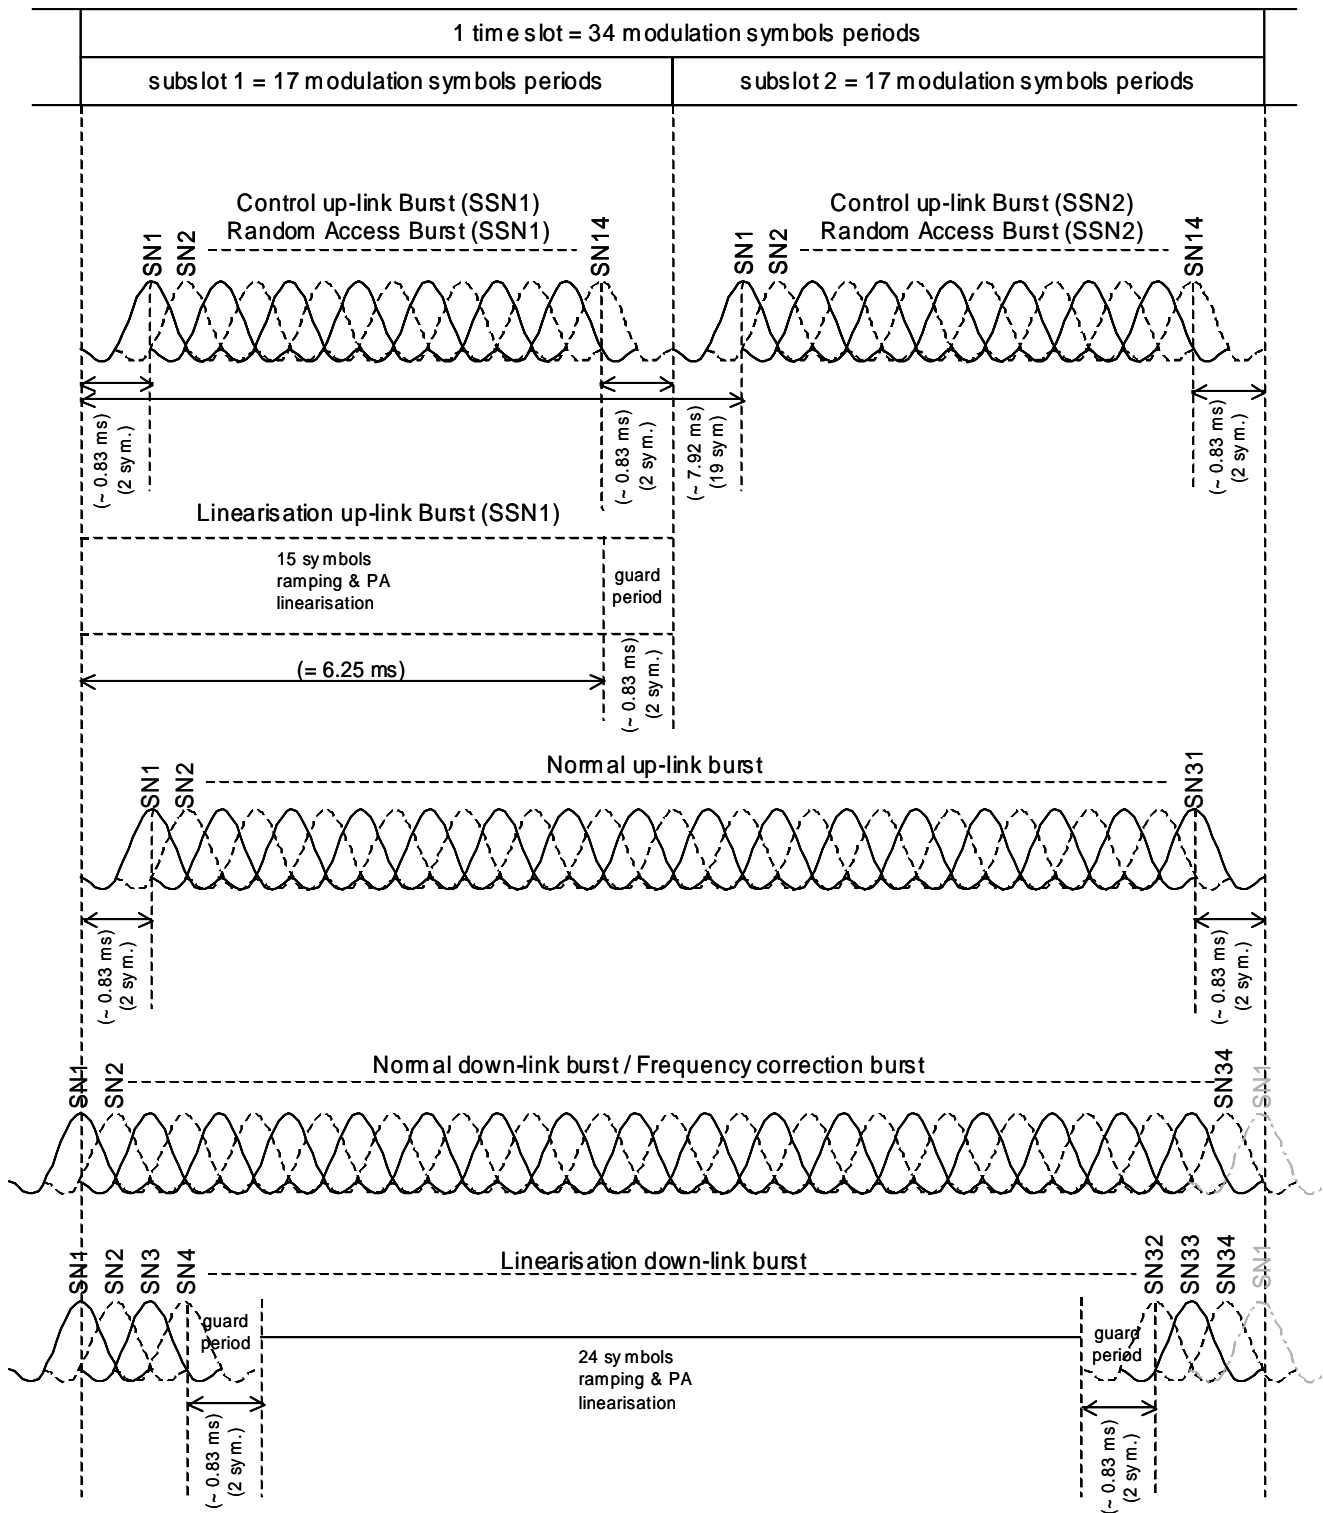 1 time slot = 34 modulation symbols periods
subslot 1 = 17 modulation symbols periods
subslot 2 = 17 modulation symbols periods
Control up-link Burst (SSN1)
Random Access Burst (SSN1)
Control up-link Burst (SSN2)
Random Access Burst (SSN2)
SN1
SN2
SN14
SN1
SN2
SN14
(~ 0.83 ms)
(2 sym.)
(~ 0.83 ms)
(2 sym.)
(~ 7.92 ms)
(19 sym)
(~ 0.83 ms)
(2 sym.)
Linearisation up-link Burst (SSN1)
15 symbols
ramping & PA
linearisation
guard
period
(= 6.25 ms)
(~ 0.83 ms)
(2 sym.)
Normal up-link burst
SN1
SN2
SN31
(~ 0.83 ms)
(2 sym.)
(~ 0.83 ms)
(2 sym.)
Normal down-link burst / Frequency correction burst
SN1
SN2
SN34
SN1
Linearisation down-link burst
SN1
SN2
SN3
SN4
SN32
SN33
SN34
SN1
guard
period
24 symbols
ramping & PA
linearisation
guard
period
(~ 0.83 ms)
(2 sym.)
(~ 0.83 ms)
(2 sym.)